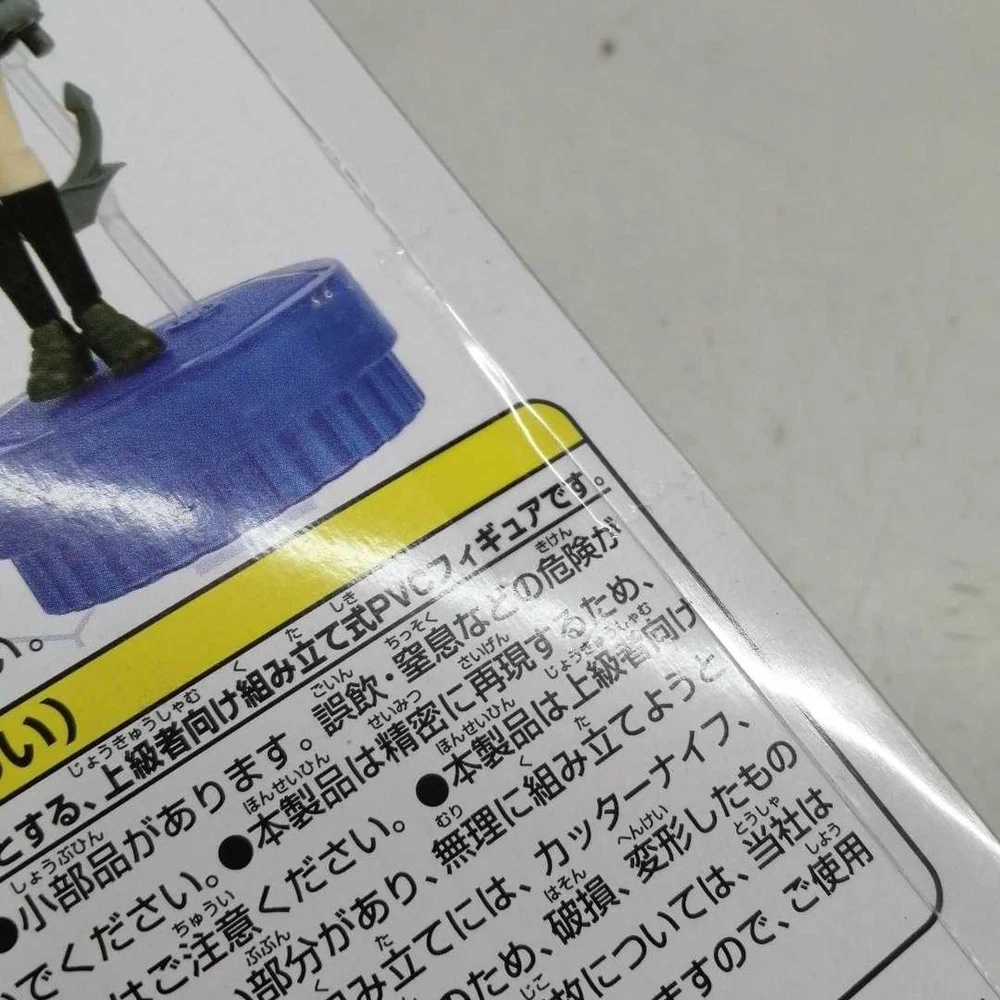 い。
い)
とする、上級者向け組み立て式PVCフィギュアです。
●小部品があります。誤飲・窒息などの危険が
でください。●本製品は精密に再現するため、
はご注意ください。●本製品は上級者向け
部分があり、無理に組み立てようと
み立てには、カッターナイフ、
のため、破損、変形したもの
故については、当社は
ますので、ご使用